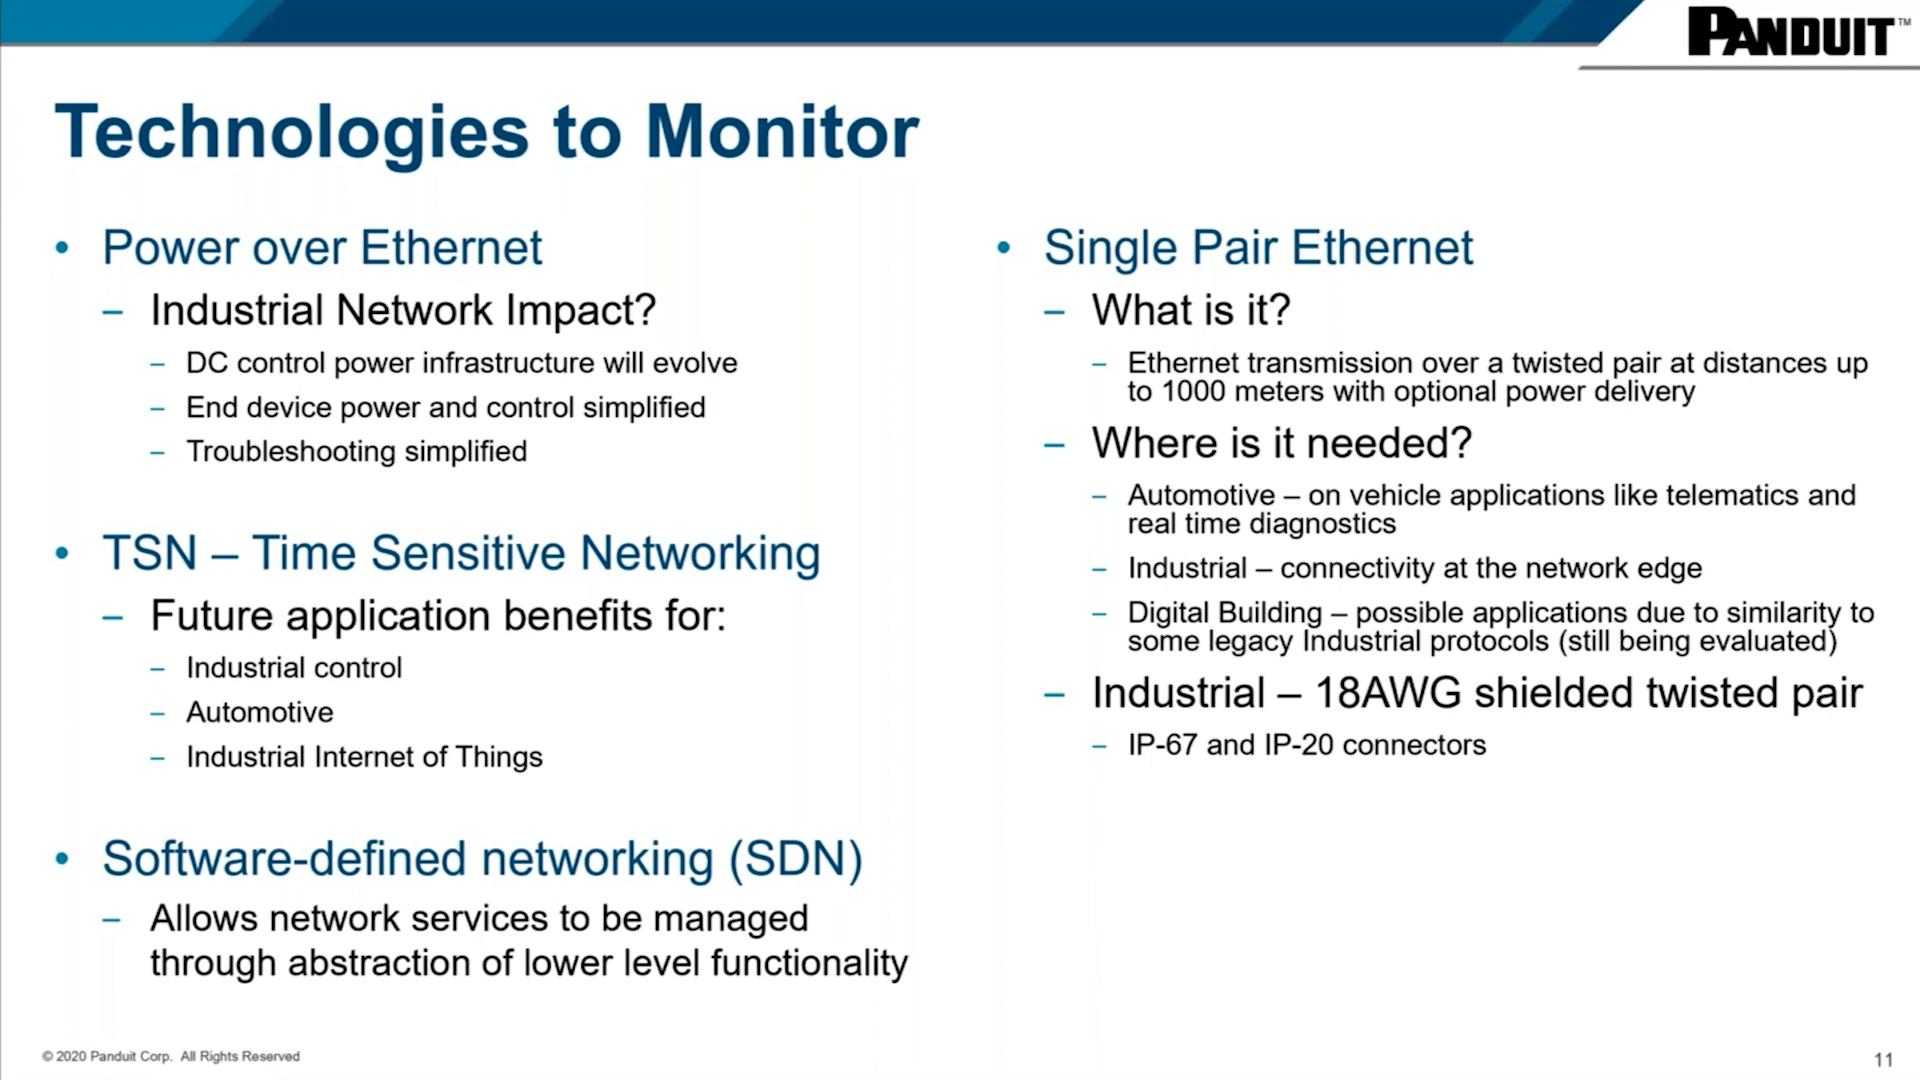 PANDUIT™
Technologies to Monitor
• Power over Ethernet
– Industrial Network Impact?
– DC control power infrastructure will evolve
– End device power and control simplified
– Troubleshooting simplified
• TSN – Time Sensitive Networking
– Future application benefits for:
– Industrial control
– Automotive
– Industrial Internet of Things
• Software-defined networking (SDN)
– Allows network services to be managed
through abstraction of lower level functionality
• Single Pair Ethernet
– What is it?
– Ethernet transmission over a twisted pair at distances up
to 1000 meters with optional power delivery
– Where is it needed?
– Automotive – on vehicle applications like telematics and
real time diagnostics
– Industrial – connectivity at the network edge
– Digital Building – possible applications due to similarity to
some legacy Industrial protocols (still being evaluated)
– Industrial – 18AWG shielded twisted pair
– IP-67 and IP-20 connectors
© 2020 Panduit Corp. All Rights Reserved
11